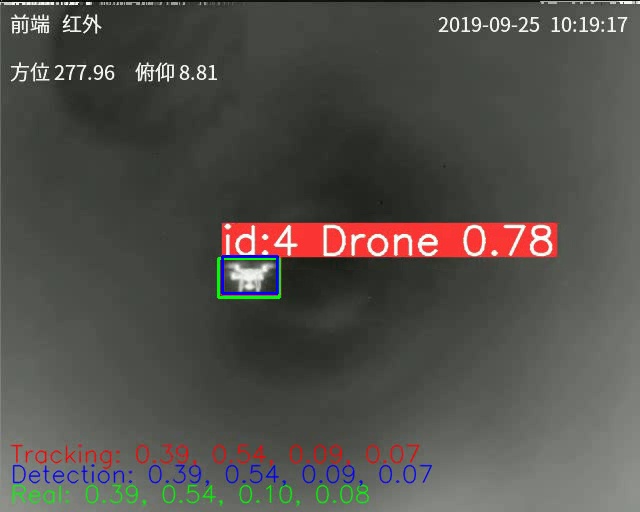 前端 红外 2019-09-25 10:19:17
方位 277.96 俯仰 8.81
id:4 Drone 0.78
Tracking: 0.39, 0.54, 0.09, 0.07
Detection: 0.39, 0.54, 0.09, 0.07
Real: 0.39, 0.54, 0.10, 0.08